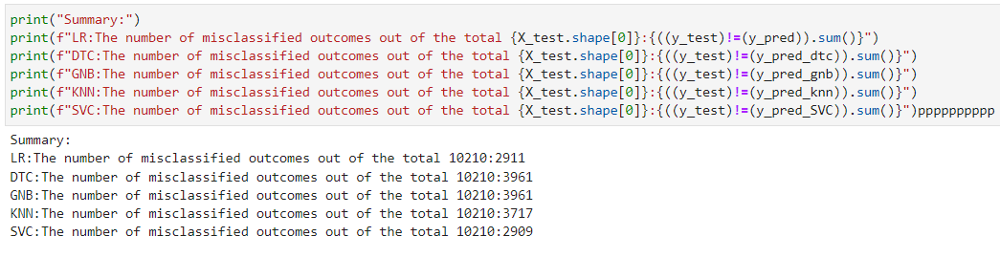 print("Summary:")
print(f"LR:The number of misclassified outcomes out of the total {X_test.shape[0]}:{((y_test)!=(y_pred)).sum()}")
print(f"DTC:The number of misclassified outcomes out of the total {X_test.shape[0]}:{((y_test)!=(y_pred_dtc)).sum()}")
print(f"GNB:The number of misclassified outcomes out of the total {X_test.shape[0]}:{((y_test)!=(y_pred_gnb)).sum()}")
print(f"KNN:The number of misclassified outcomes out of the total {X_test.shape[0]}:{((y_test)!=(y_pred_knn)).sum()}")
print(f"SVC:The number of misclassified outcomes out of the total {X_test.shape[0]}:{((y_test)!=(y_pred_SVC)).sum()}")pppppppppp
Summary:
LR:The number of misclassified outcomes out of the total 10210:2911
DTC:The number of misclassified outcomes out of the total 10210:3961
GNB:The number of misclassified outcomes out of the total 10210:3961
KNN:The number of misclassified outcomes out of the total 10210:3717
SVC:The number of misclassified outcomes out of the total 10210:2909